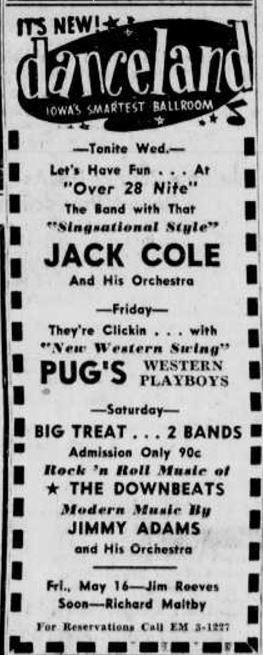 IT'S NEW!
danceland
IOWA'S SMARTEST BALLROOM
—Tonite Wed.—
Let's Have Fun . . . At
"Over 28 Nite"
The Band with That
"Singsational Style"
JACK COLE
And His Orchestra
—Friday—
They're Clickin . . . with
"New Western Swing"
PUG'S WESTERN PLAYBOYS
—Saturday—
BIG TREAT . . . 2 BANDS
Admission Only 90c
Rock 'n Roll Music of
★ THE DOWNBEATS
Modern Music By
JIMMY ADAMS
and His Orchestra
Fri., May 16—Jim Reeves
Soon—Richard Maltby
For Reservations Call EM 3-1227